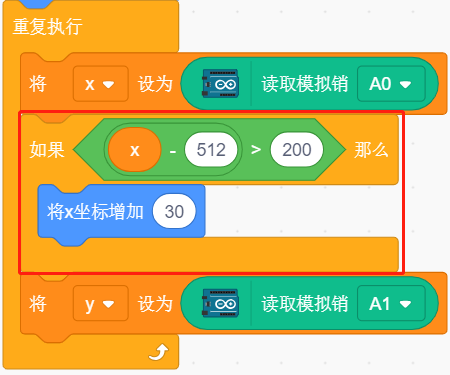 重复执行
将 x 设为 读取模拟销 A0
如果 x - 512 > 200 那么
将x坐标增加 30
将 y 设为 读取模拟销 A1